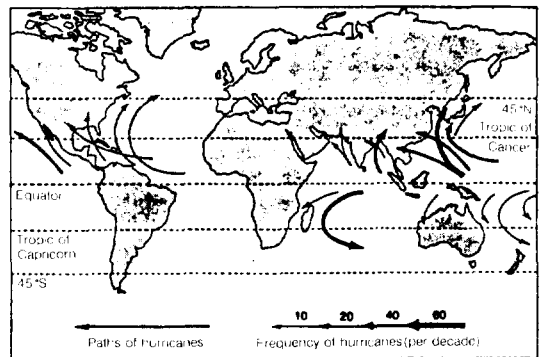 45°N
Tropic of
Cancer
Equator
Tropic of
Capricorn
45°S
10 20 40 60
Paths of hurricanes
Frequency of hurricanes (per decade)